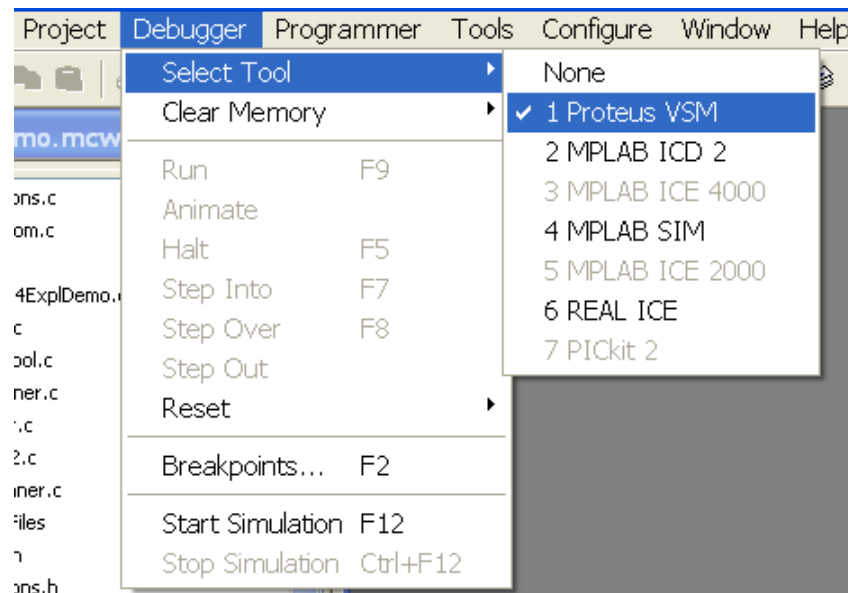 Project Debugger Programmer Tools Configure Window Help
Select Tool
Clear Memory
Run F9
Animate
Halt F5
Step Into F7
Step Over F8
Step Out
Reset
Breakpoints... F2
Start Simulation F12
Stop Simulation Ctrl+F12
None
1 Proteus VSM
2 MPLAB ICD 2
3 MPLAB ICE 4000
4 MPLAB SIM
5 MPLAB ICE 2000
6 REAL ICE
7 PICkit 2
mo.mcw
ons.c
om.c
4ExplDemo.
c
ool.c
ner.c
r.c
2.c
nner.c
Files
h
ons.h